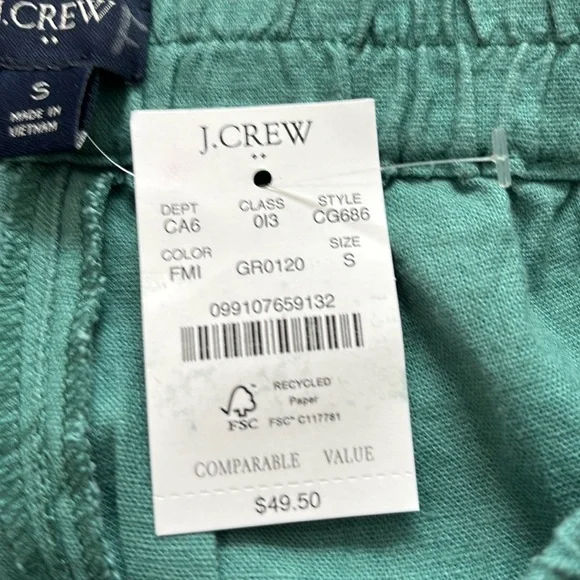 J.CREW
S
MADE IN
VIETNAM
J.CREW
DEPT CLASS STYLE
CA6 0I3 CG686
COLOR SIZE
FMI GR0120 S
099107659132
RECYCLED
Paper
FSC FSC® C117781
COMPARABLE VALUE
$49.50